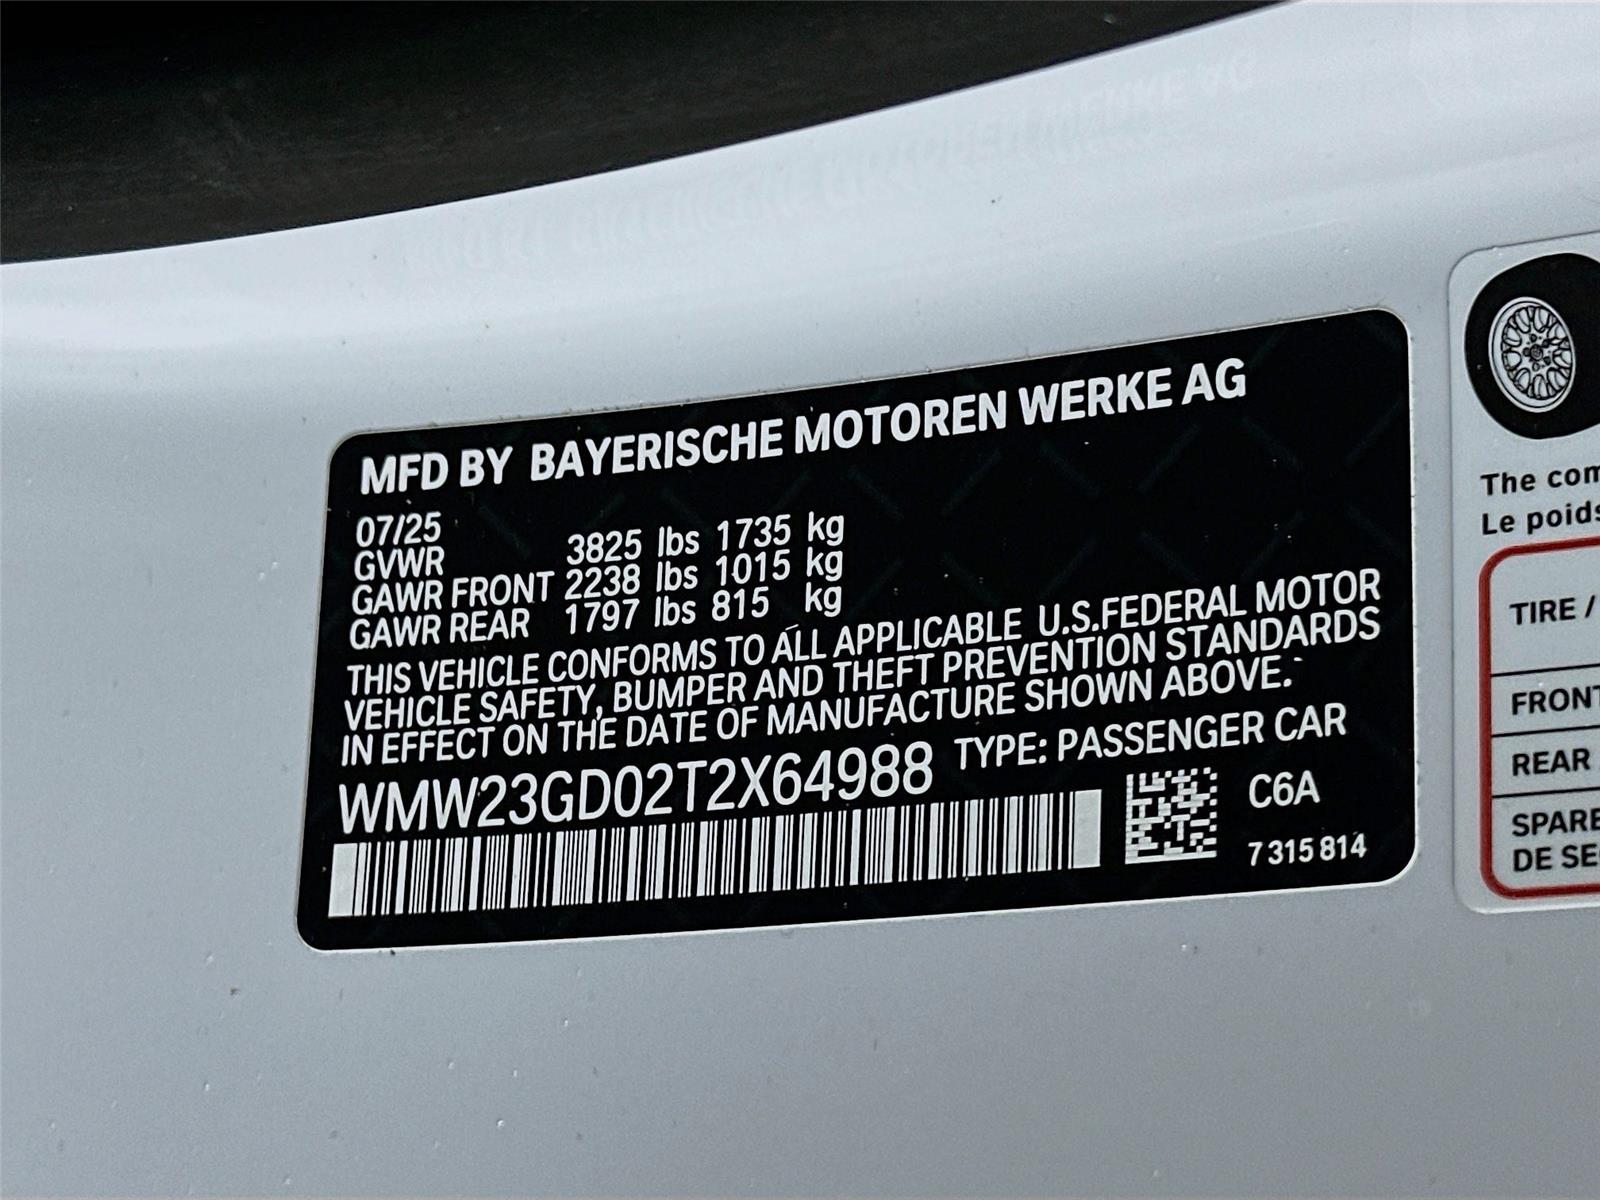 MFD BY BAYERISCHE MOTOREN WERKE AG
07/25
GVWR 3825 lbs 1735 kg
GAWR FRONT 2238 lbs 1015 kg
GAWR REAR 1797 lbs 815 kg
THIS VEHICLE CONFORMS TO ALL APPLICABLE U.S.FEDERAL MOTOR
VEHICLE SAFETY, BUMPER AND THEFT PREVENTION STANDARDS
IN EFFECT ON THE DATE OF MANUFACTURE SHOWN ABOVE.
WMW23GD02T2X64988 TYPE: PASSENGER CAR
C6A
7 315 814
The com
Le poids
TIRE /
FRONT
REAR
SPARE
DE SE